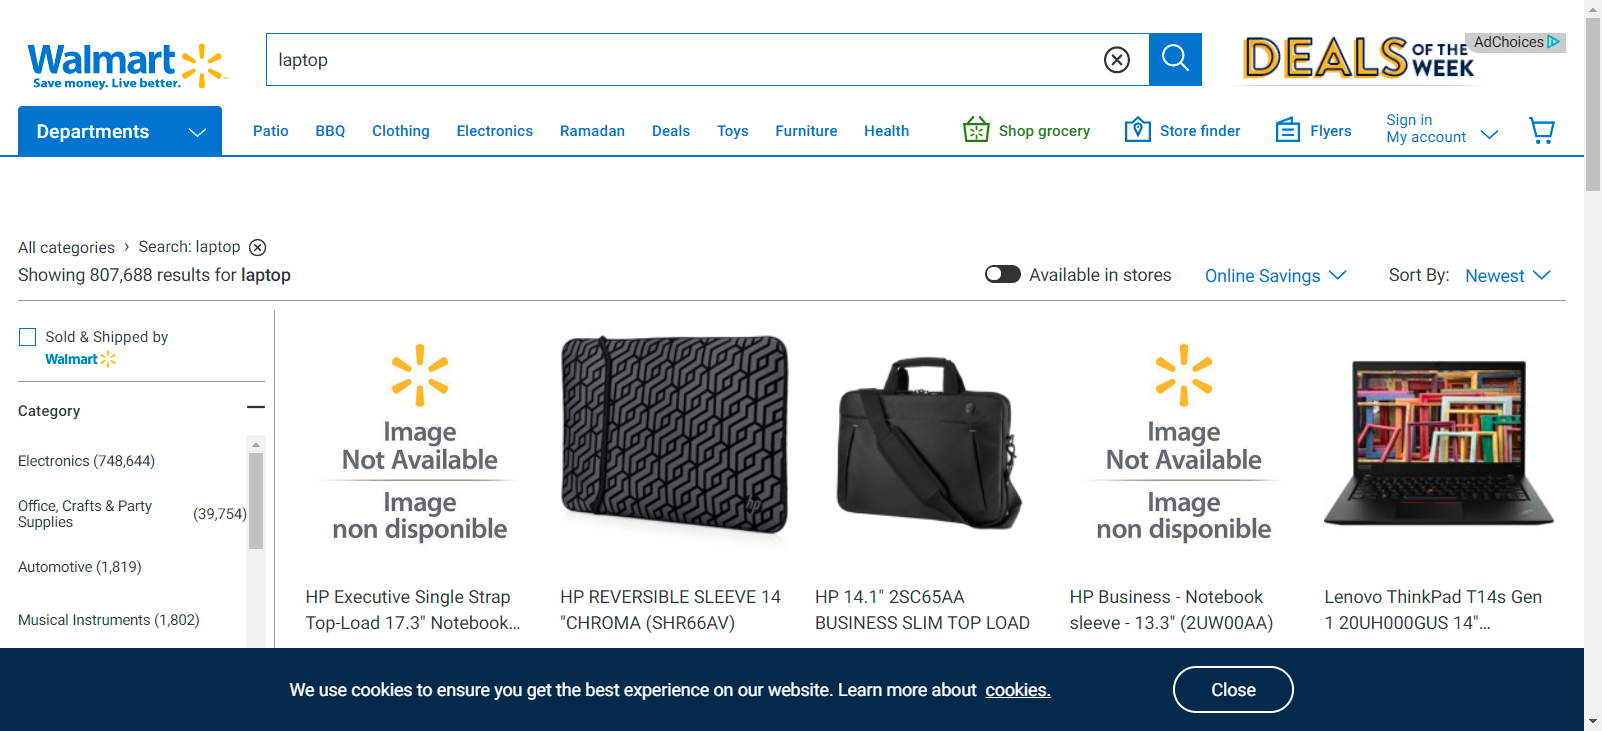 Walmart
Save money. Live better.
laptop
DEALS OF THE WEEK
AdChoices
Departments
Patio
BBQ
Clothing
Electronics
Ramadan
Deals
Toys
Furniture
Health
Shop grocery
Store finder
Flyers
Sign in
My account
All categories › Search: laptop
Showing 807,688 results for laptop
Available in stores
Online Savings
Sort By: Newest
Sold & Shipped by
Walmart
Category
Electronics (748,644)
Office, Crafts & Party
Supplies
(39,754)
Automotive (1,819)
Musical Instruments (1,802)
Image
Not Available
Image
non disponible
HP Executive Single Strap
Top-Load 17.3" Notebook...
hp
HP REVERSIBLE SLEEVE 14
"CHROMA (SHR66AV)
HP 14.1" 2SC65AA
BUSINESS SLIM TOP LOAD
Image
Not Available
Image
non disponible
HP Business - Notebook
sleeve - 13.3" (2UW00AA)
Lenovo ThinkPad T14s Gen
1 20UH000GUS 14"...
We use cookies to ensure you get the best experience on our website. Learn more about cookies.
Close